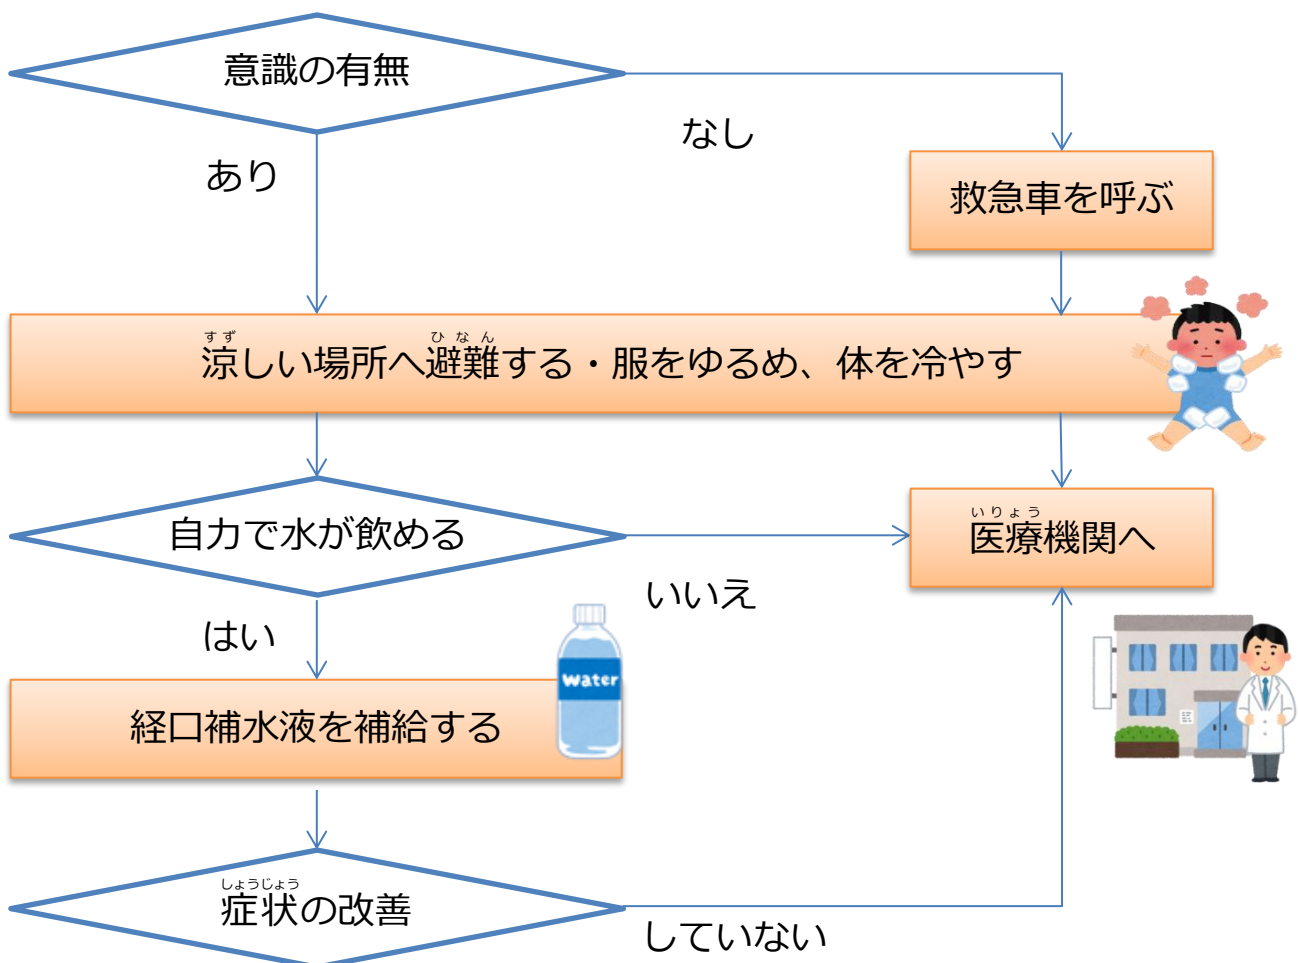 意識の有無
なし
あり
救急車を呼ぶ
すず ひなん
涼しい場所へ避難する・服をゆるめ、体を冷やす
自力で水が飲める
いりょう
医療機関へ
いいえ
はい
Water
経口補水液を補給する
しょうじょう
症状の改善
していない